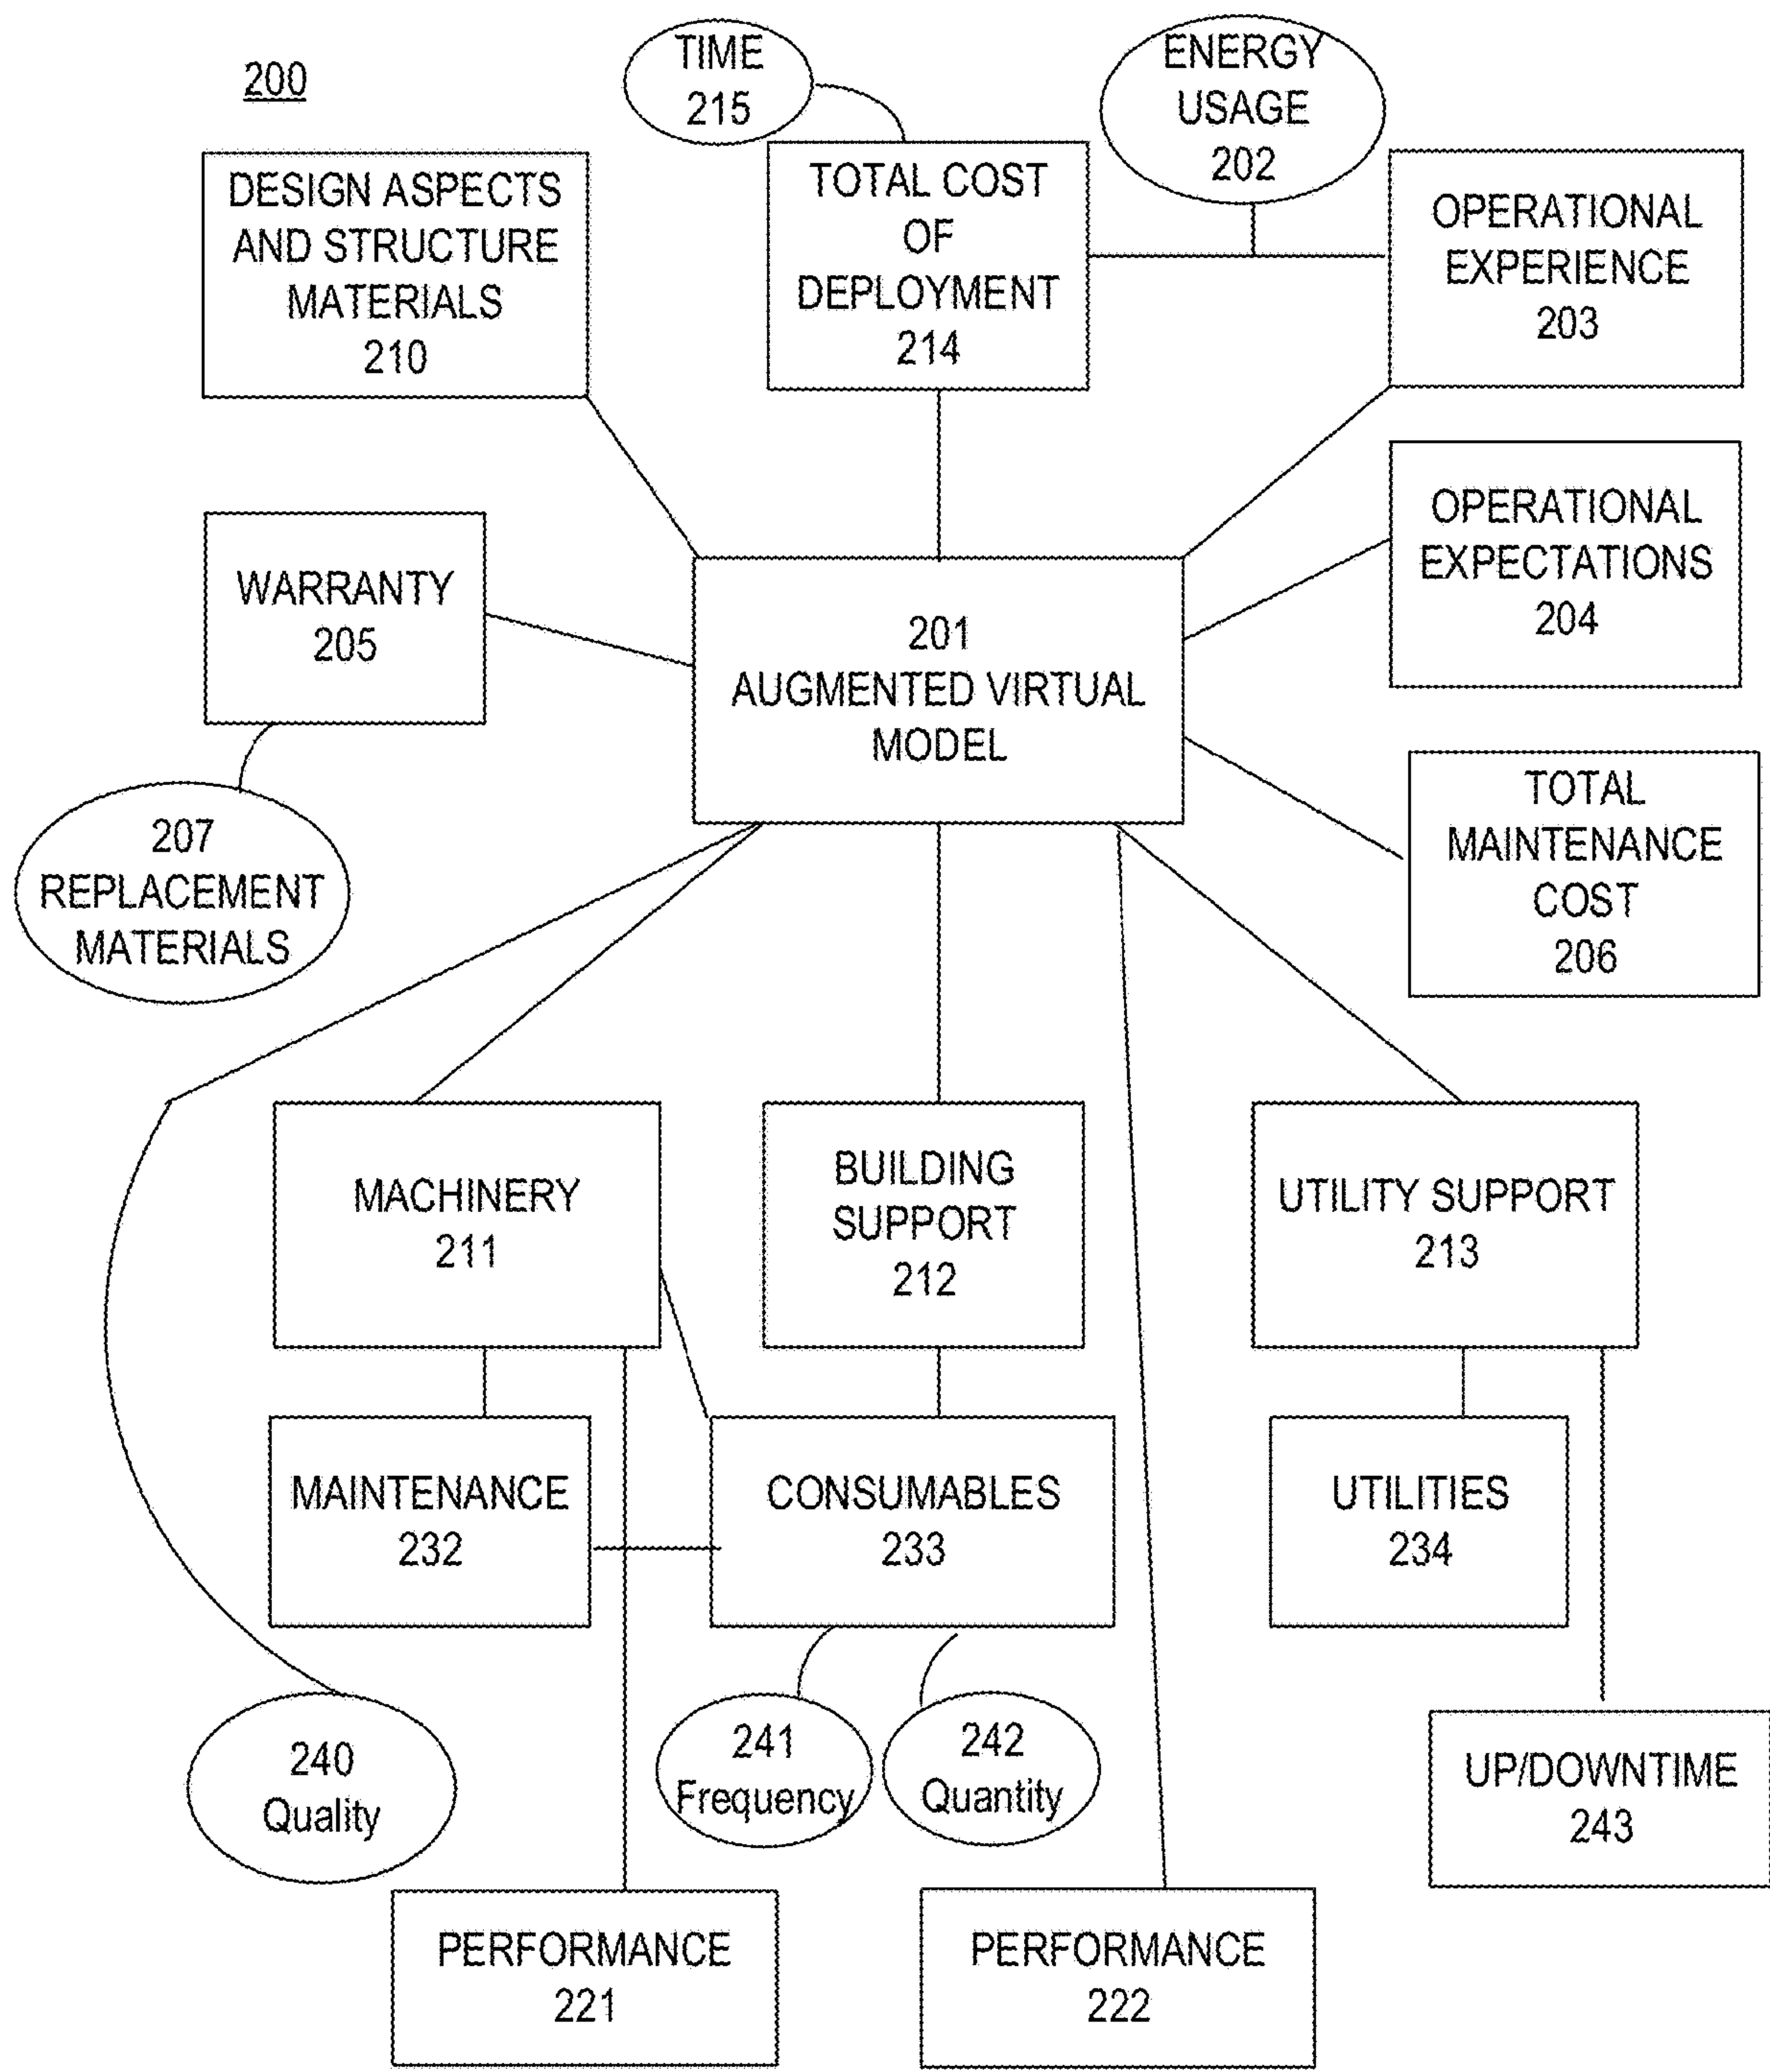 200
TIME
215
ENERGY
USAGE
202
DESIGN ASPECTS
AND STRUCTURE
MATERIALS
210
TOTAL COST
OF
DEPLOYMENT
214
OPERATIONAL
EXPERIENCE
203
OPERATIONAL
EXPECTATIONS
204
WARRANTY
205
201
AUGMENTED VIRTUAL
MODEL
TOTAL
MAINTENANCE
COST
206
207
REPLACEMENT
MATERIALS
MACHINERY
211
BUILDING
SUPPORT
212
UTILITY SUPPORT
213
MAINTENANCE
232
CONSUMABLES
233
UTILITIES
234
240
Quality
241
Frequency
242
Quantity
UP/DOWNTIME
243
PERFORMANCE
221
PERFORMANCE
222